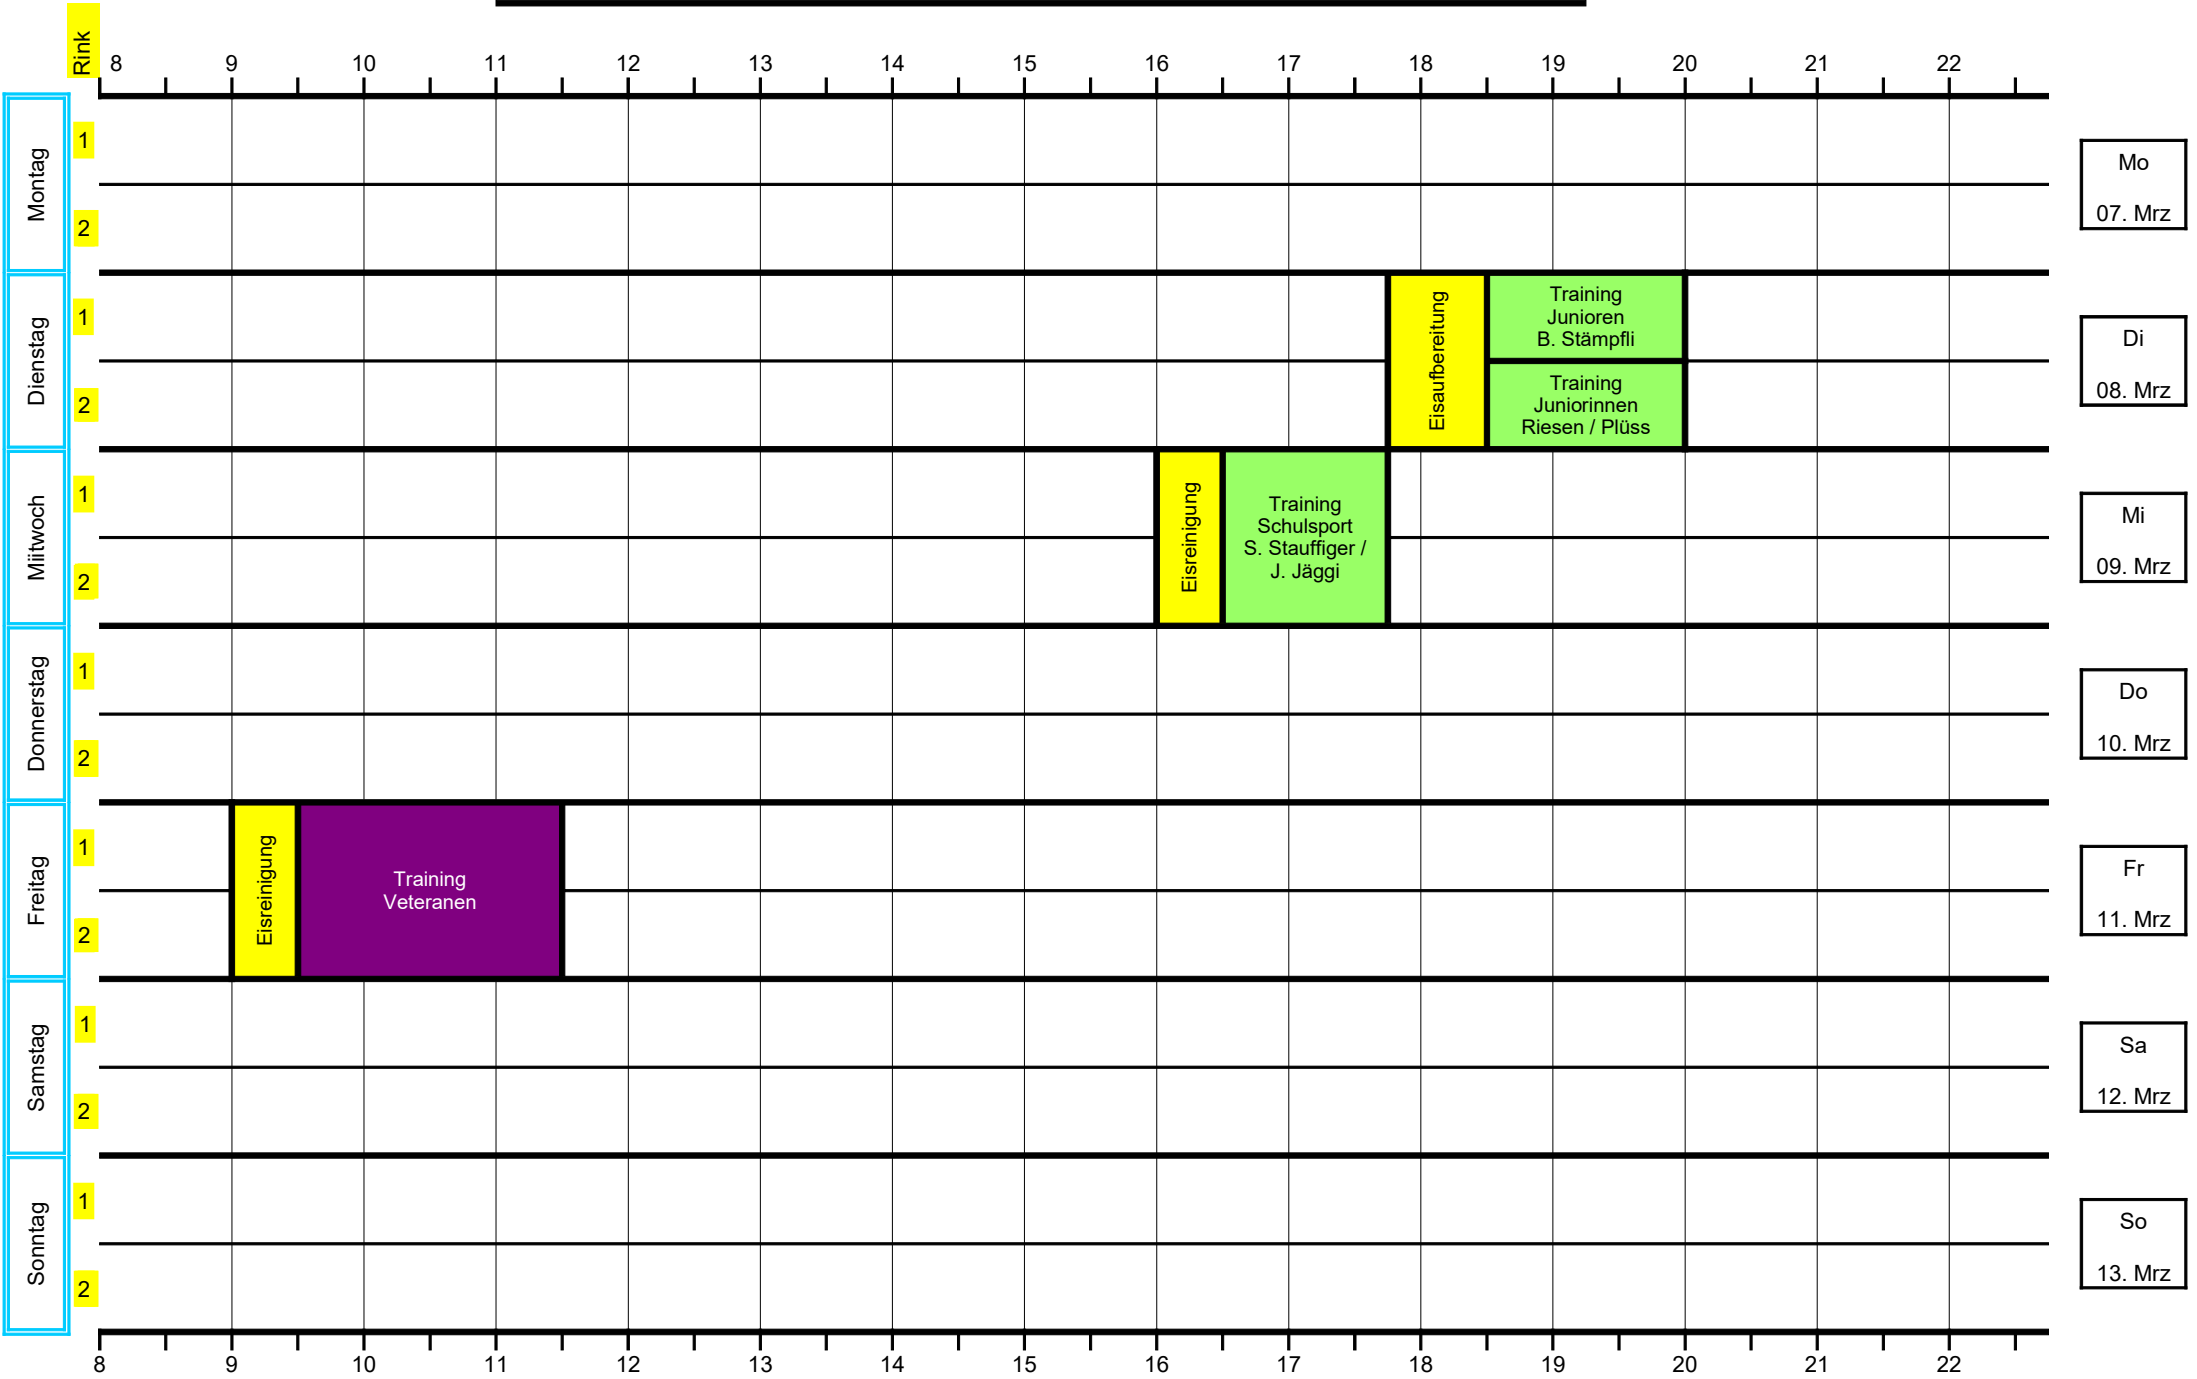 Rink
8 9 10 11 12 13 14 15 16 17 18 19 20 21 22
Montag
1
2
Mo
07. Mrz
Dienstag
1
2
Eisaufbereitung
Training
Junioren
B. Stämpfli
Training
Juniorinnen
Riesen / Plüss
Di
08. Mrz
Miitwoch
1
2
Eisreinigung
Training
Schulsport
S. Stauffiger /
J. Jäggi
Mi
09. Mrz
Donnerstag
1
2
Do
10. Mrz
Freitag
1
2
Eisreinigung
Training
Veteranen
Fr
11. Mrz
Samstag
1
2
Sa
12. Mrz
Sonntag
1
2
So
13. Mrz
8 9 10 11 12 13 14 15 16 17 18 19 20 21 22